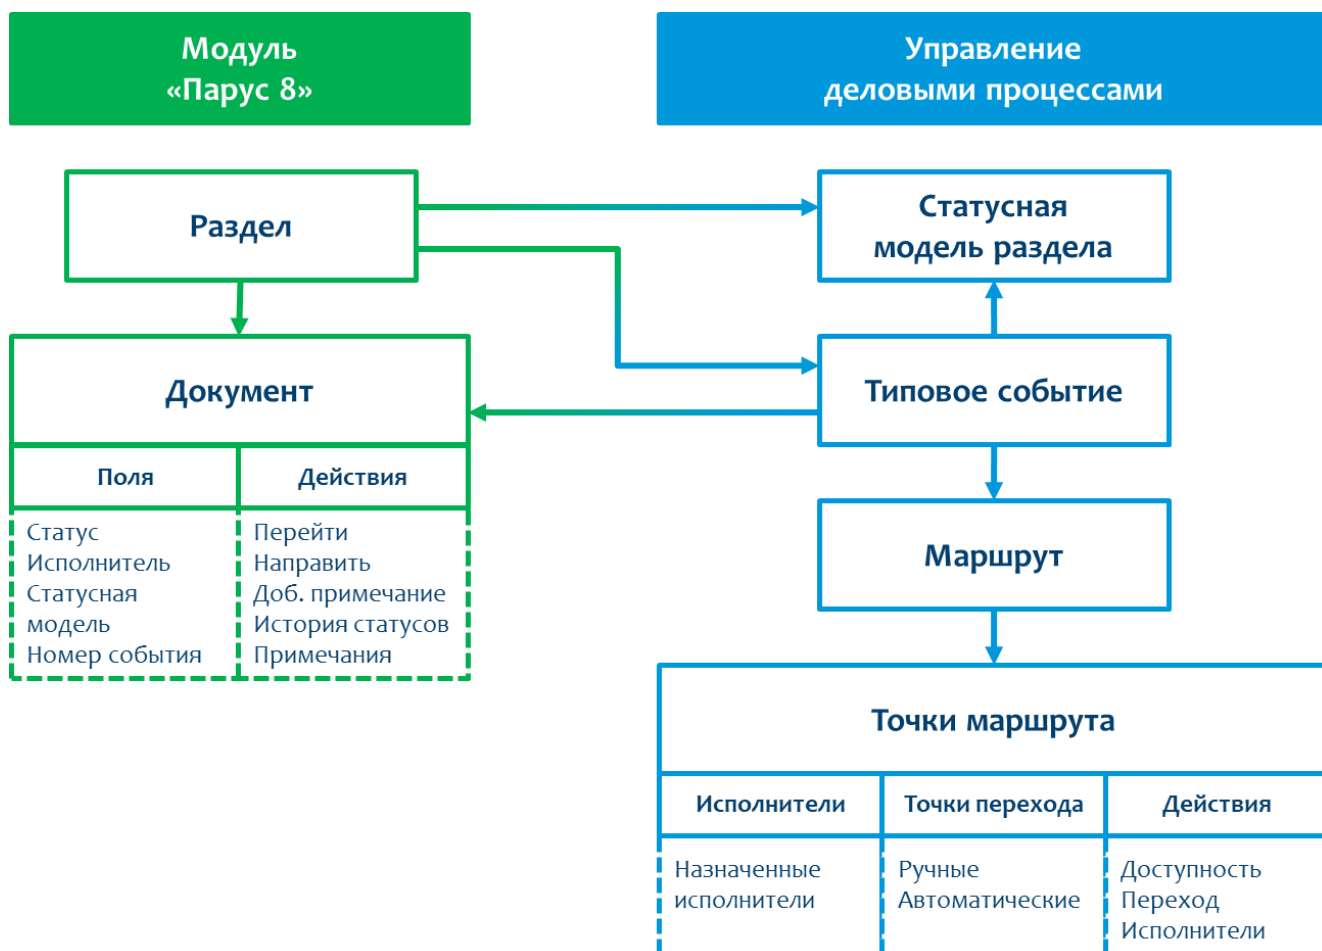 Модуль
«Парус 8»
Управление
деловыми процессами
Раздел
Статусная
модель раздела
Документ
Типовое событие
Поля
Действия
Статус
Исполнитель
Статусная
модель
Номер события
Перейти
Направить
Доб. примечание
История статусов
Примечания
Маршрут
Точки маршрута
Исполнители
Точки перехода
Действия
Назначенные
исполнители
Ручные
Автоматические
Доступность
Переход
Исполнители